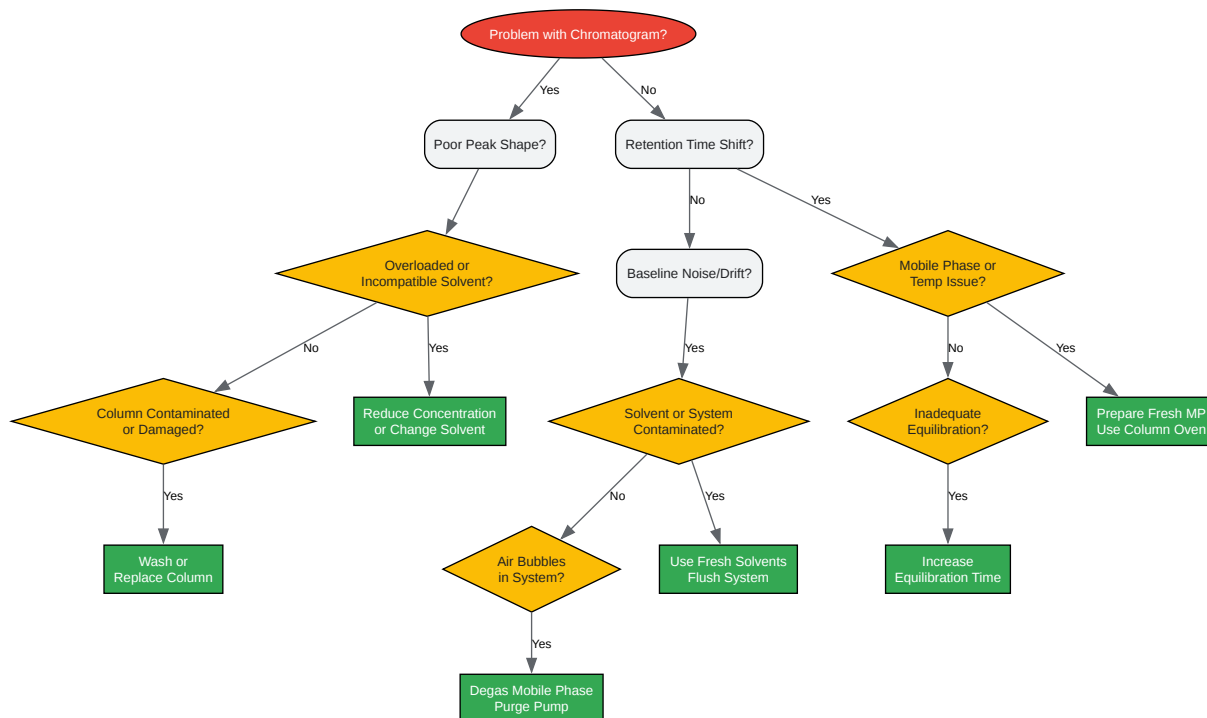 Problem with Chromatogram?
Yes
No
Poor Peak Shape?
Retention Time Shift?
No
Yes
Overloaded or
Incompatible Solvent?
Baseline Noise/Drift?
Mobile Phase or
Temp Issue?
No
Yes
Yes
No
Yes
Column Contaminated
or Damaged?
Reduce Concentration
or Change Solvent
Solvent or System
Contaminated?
Inadequate
Equilibration?
Prepare Fresh MP
Use Column Oven
Yes
No
Yes
Yes
Wash or
Replace Column
Air Bubbles
in System?
Use Fresh Solvents
Flush System
Increase
Equilibration Time
Yes
Degas Mobile Phase
Purge Pump